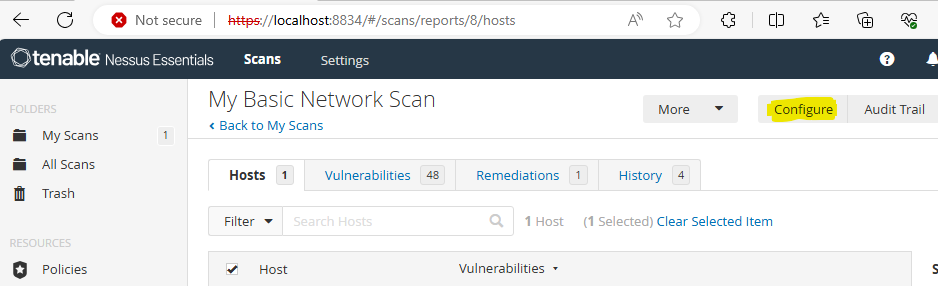 Not secure https://localhost:8834/#/scans/reports/8/hosts
tenable Nessus Essentials Scans Settings
FOLDERS
My Scans 1
All Scans
Trash
RESOURCES
Policies
My Basic Network Scan
Back to My Scans
More Configure Audit Trail
Hosts 1 Vulnerabilities 48 Remediations 1 History 4
Filter Search Hosts 1 Host (1 Selected) Clear Selected Item
Host Vulnerabilities S